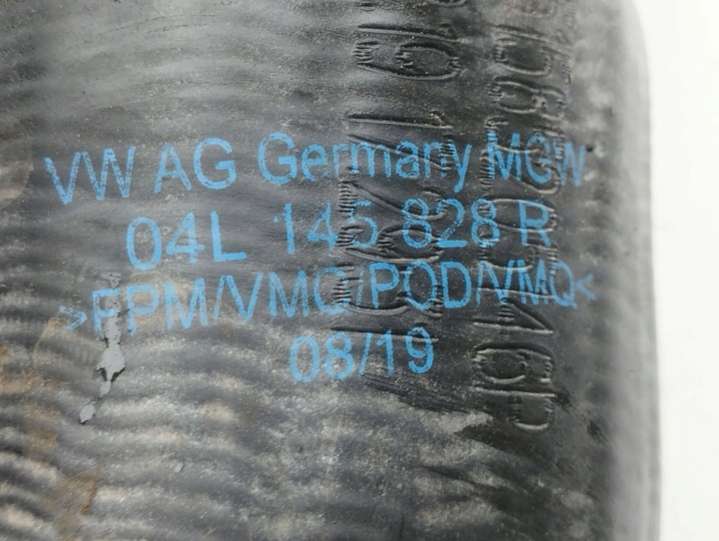 VW AG Germany MGW
04L 145 828 R
>FPM/VMQ/POD/VMQ<
08/19